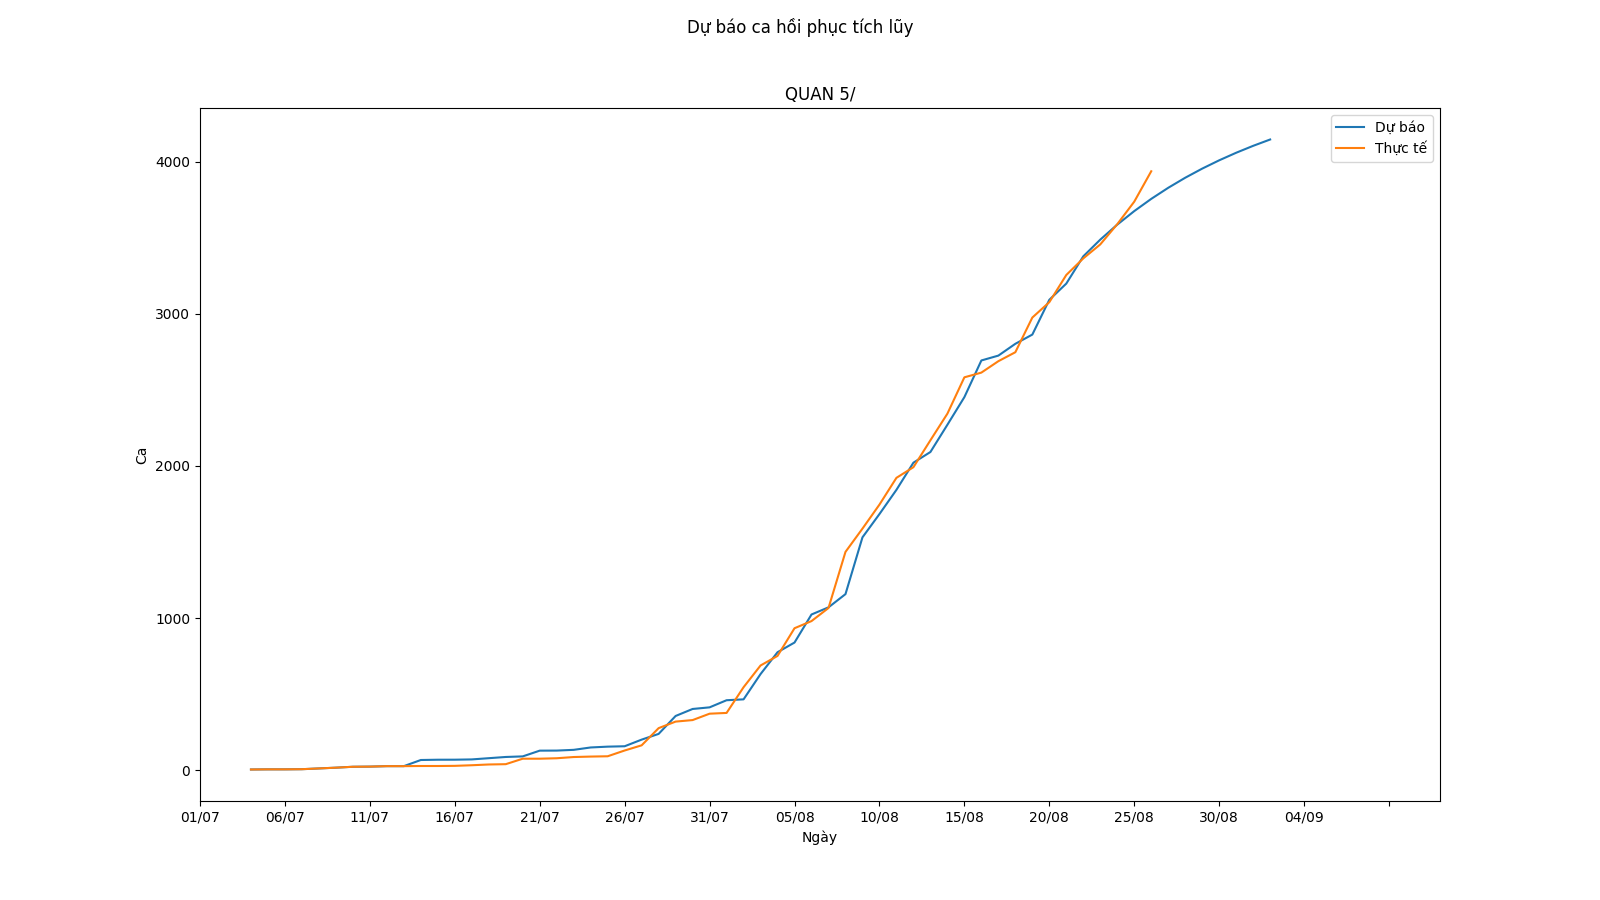 Dự báo ca hồi phục tích lũy
QUAN 5/
Dự báo
Thực tế
4000
3000
2000
1000
0
Ca
01/07 06/07 11/07 16/07 21/07 26/07 31/07 05/08 10/08 15/08 20/08 25/08 30/08 04/09
Ngày